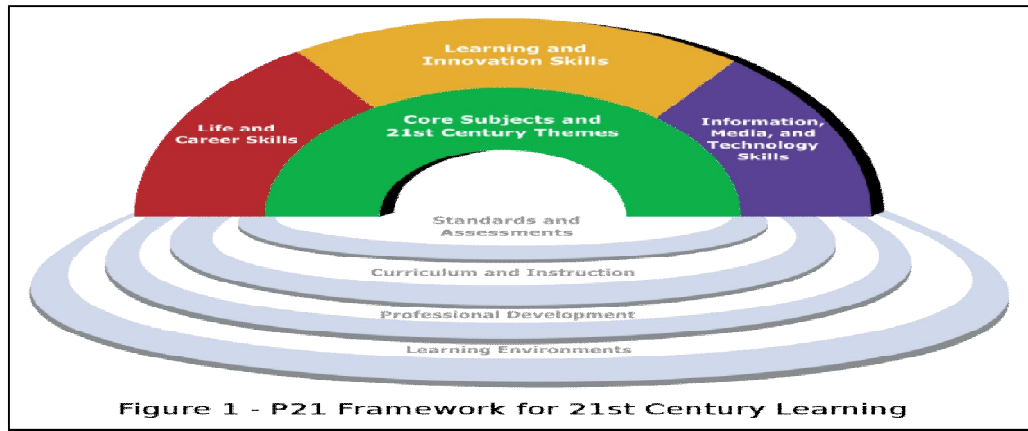 Learning and
Innovation Skills
Life and
Career Skills
Core Subjects and
21st Century Themes
Information,
Media, and
Technology
Skills
Standards and
Assessments
Curriculum and Instruction
Professional Development
Learning Environments
Figure 1 - P21 Framework for 21st Century Learning